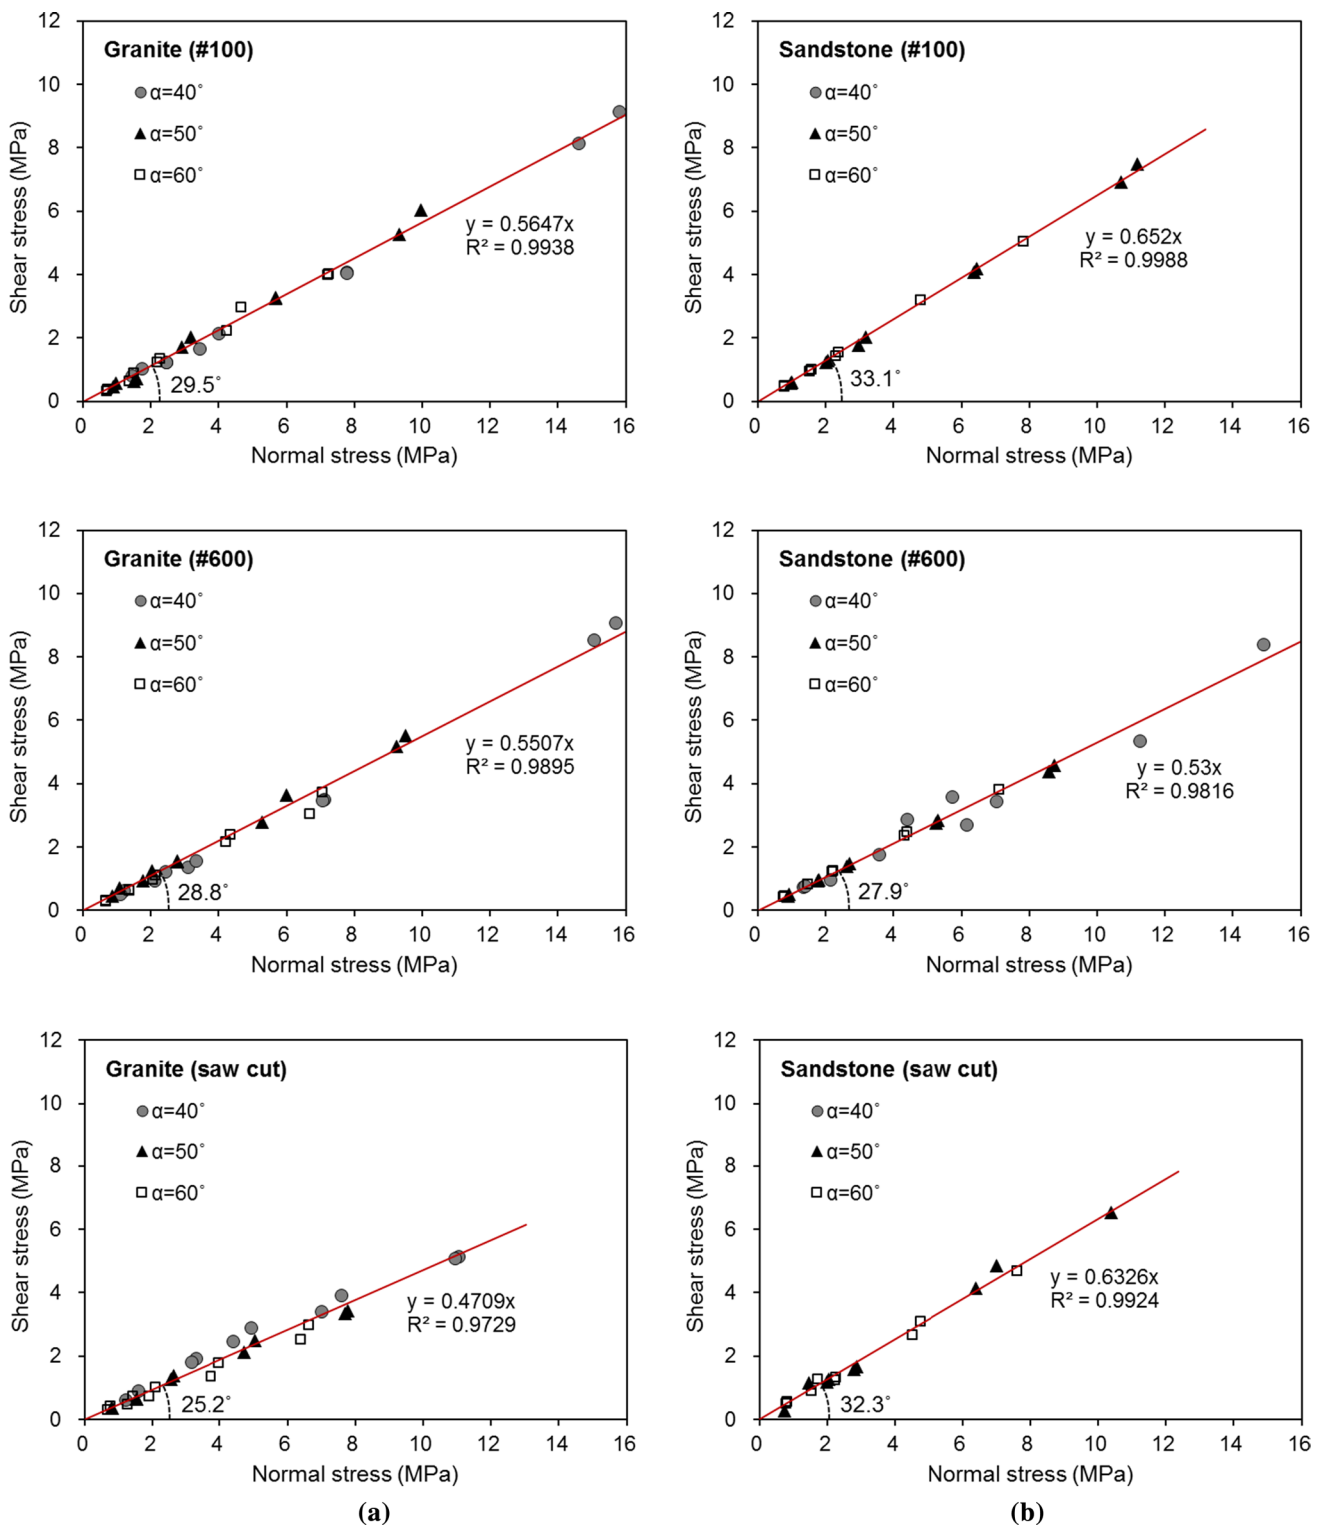 Granite (#100)
α=40˚
α=50˚
α=60˚
y = 0.5647x
R² = 0.9938
29.5˚
12
10
8
6
4
2
0
0 2 4 6 8 10 12 14 16
Shear stress (MPa)
Normal stress (MPa)
Sandstone (#100)
α=40˚
α=50˚
α=60˚
y = 0.652x
R² = 0.9988
33.1˚
12
10
8
6
4
2
0
0 2 4 6 8 10 12 14 16
Shear stress (MPa)
Normal stress (MPa)
Granite (#600)
α=40˚
α=50˚
α=60˚
y = 0.5507x
R² = 0.9895
28.8˚
12
10
8
6
4
2
0
0 2 4 6 8 10 12 14 16
Shear stress (MPa)
Normal stress (MPa)
Sandstone (#600)
α=40˚
α=50˚
α=60˚
y = 0.53x
R² = 0.9816
27.9˚
12
10
8
6
4
2
0
0 2 4 6 8 10 12 14 16
Shear stress (MPa)
Normal stress (MPa)
Granite (saw cut)
α=40˚
α=50˚
α=60˚
y = 0.4709x
R² = 0.9729
25.2˚
12
10
8
6
4
2
0
0 2 4 6 8 10 12 14 16
Shear stress (MPa)
Normal stress (MPa)
Sandstone (saw cut)
α=40˚
α=50˚
α=60˚
y = 0.6326x
R² = 0.9924
32.3˚
12
10
8
6
4
2
0
0 2 4 6 8 10 12 14 16
Shear stress (MPa)
Normal stress (MPa)
(a)
(b)